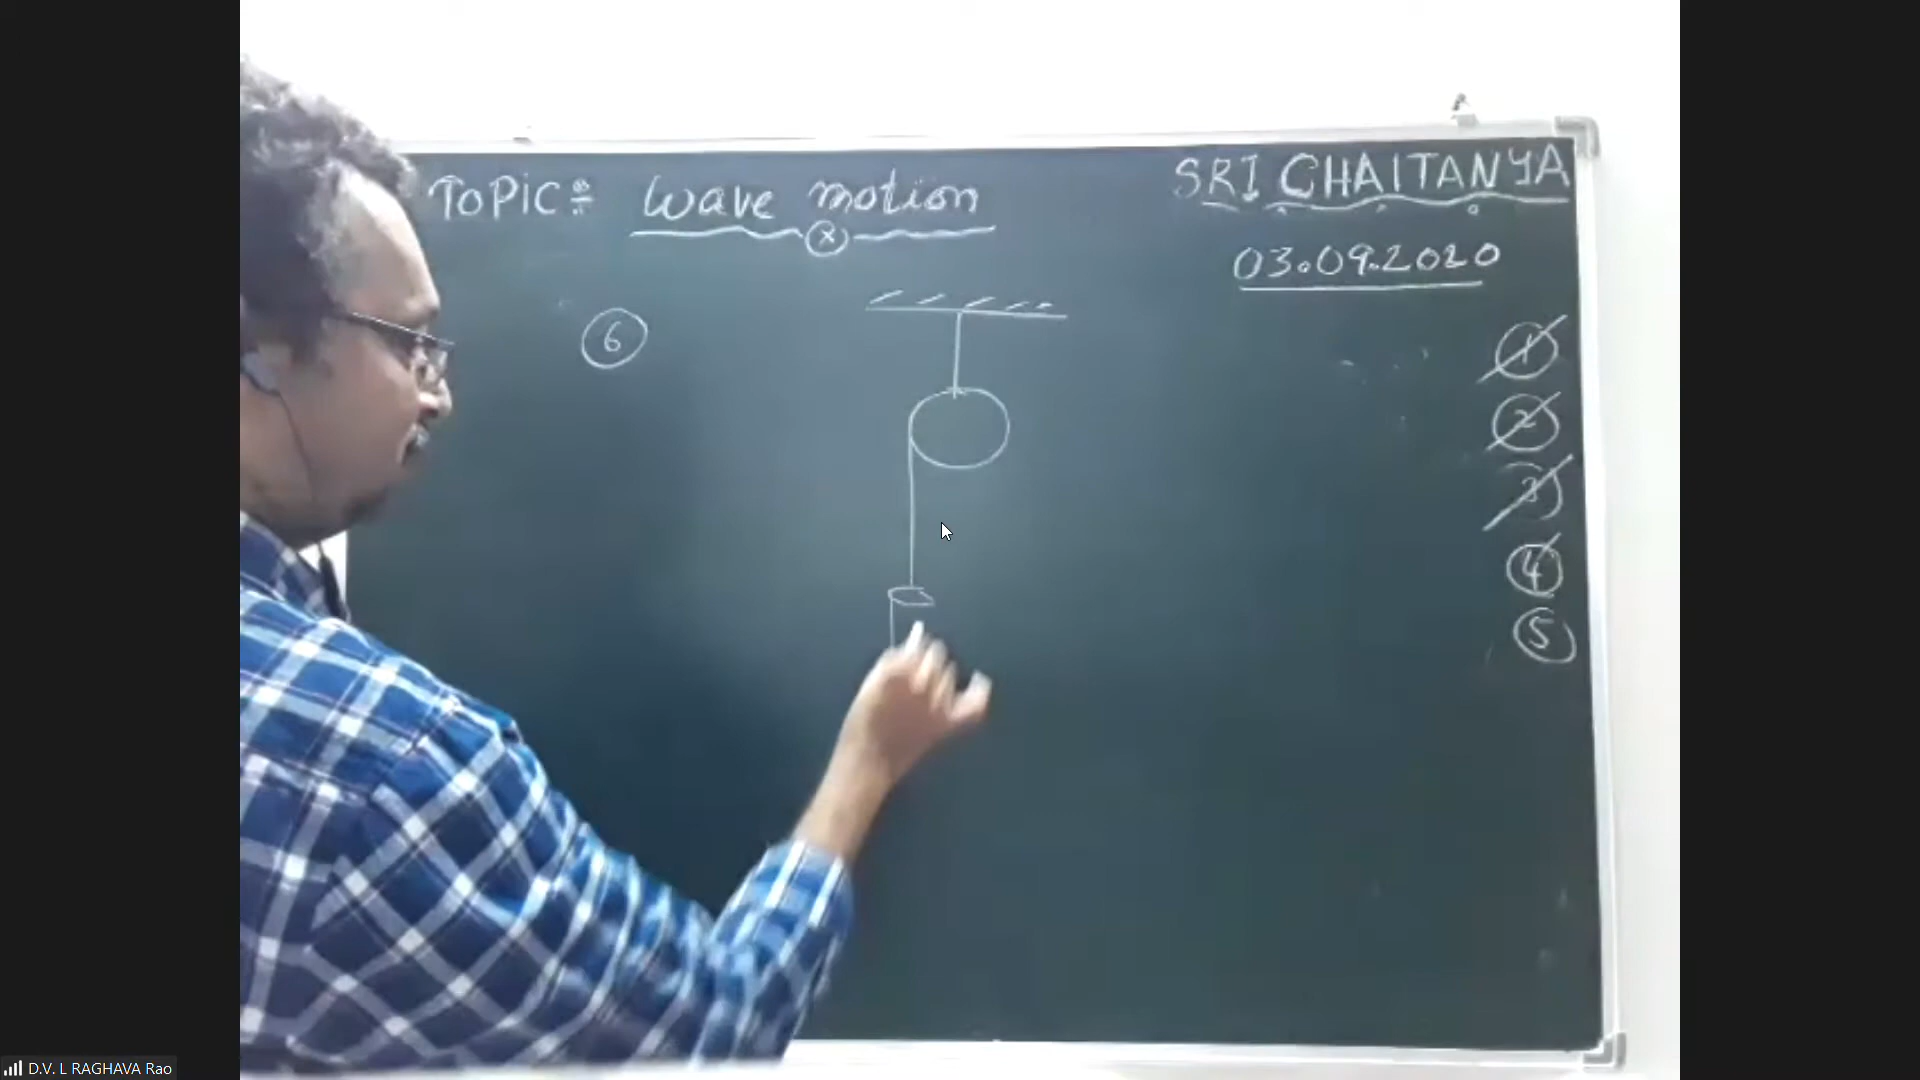 TOPIC:
Wave motion
x
SRI CHAITANYA
03.09.2020
6
1
2
3
4
5
D.V. L RAGHAVA Rao